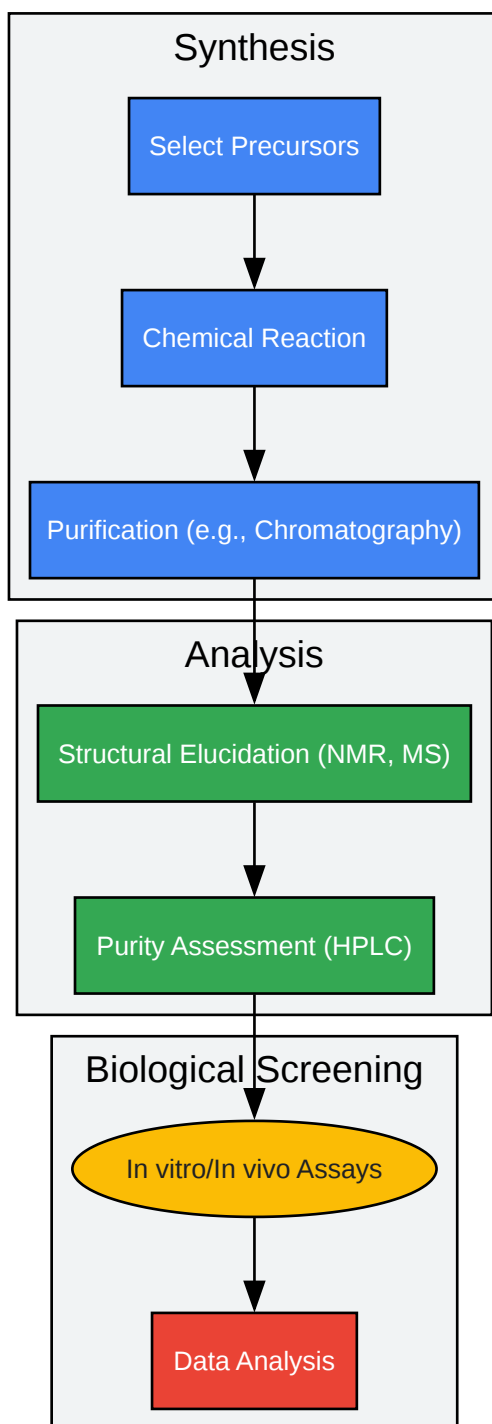 Synthesis
Select Precursors
Chemical Reaction
Purification (e.g., Chromatography)
Analysis
Structural Elucidation (NMR, MS)
Purity Assessment (HPLC)
Biological Screening
In vitro/In vivo Assays
Data Analysis